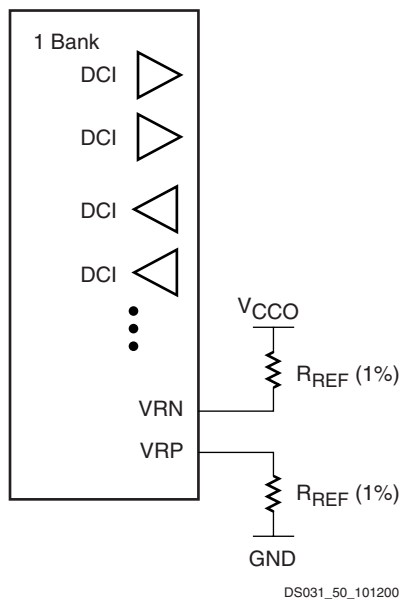 1 Bank
DCI
DCI
DCI
DCI
VCCO
RREF (1%)
VRN
VRP
RREF (1%)
GND
DS031_50_101200